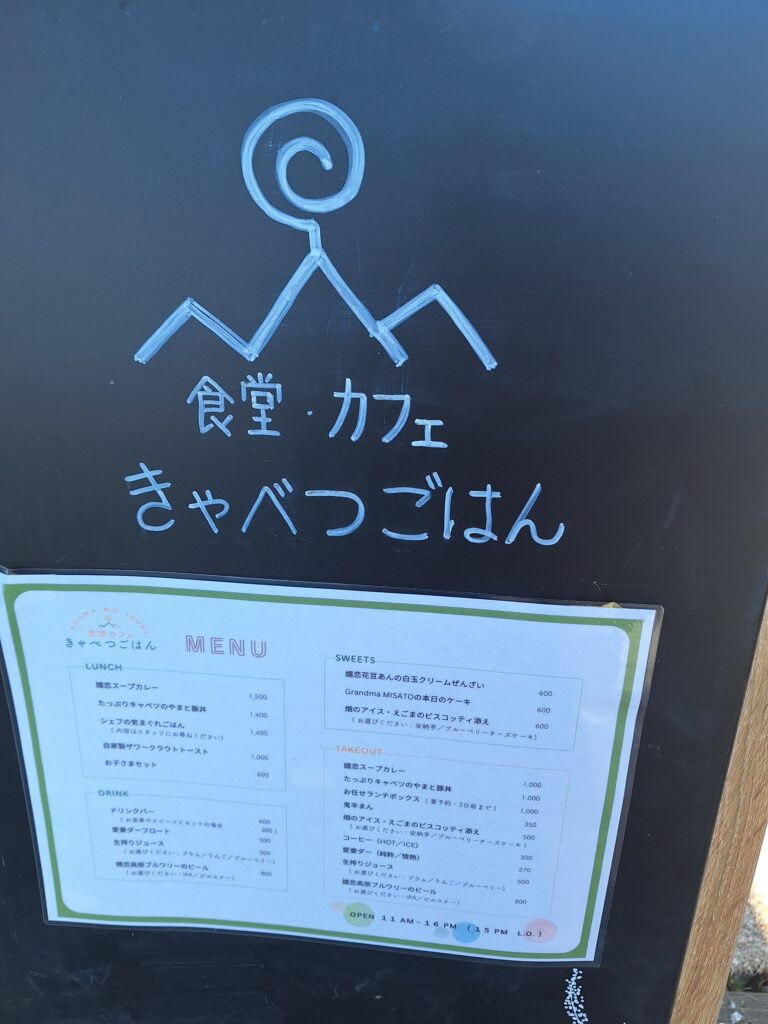 食堂・カフェ
きゃべつごはん
ASAMA NO IBUKI
食堂カフェ
きゃべつごはん
MENU
LUNCH
嬬恋スープカレー 1,500
たっぷりキャベツのやまと豚丼 1,400
シェフの気まぐれごはん 1,400
(内容はスタッフにお尋ねください)
自家製ザワークラウトトースト 1,000
お子さまセット 600
DRINK
ドリンクバー 600
(お食事やスイーツとセットの場合 300)
愛妻ダーフロート 500
生搾りジュース 500
(お選びください:プラム/りんご/ブルーベリー)
嬬恋高原ブルワリーのビール 800
(お選びください:IPA/ピルスナー)
SWEETS
嬬恋花豆あんの白玉クリームぜんざい 600
Grandma MISATOの本日のケーキ 600
畑のアイス・えごまのビスコッティ添え 600
(お選びください:安納芋/ブルーベリーチーズケーキ)
TAKEOUT
嬬恋スープカレー 1,000
たっぷりキャベツのやまと豚丼 1,000
お任せランチボックス(要予約・3日前まで) 1,000
鬼辛まん 350
畑のアイス・えごまのビスコッティ添え 500
(お選びください:安納芋/ブルーベリーチーズケーキ)
コーヒー(HOT/ICE) 300
愛妻ダー(純粋/情熱) 270
生搾りジュース 500
(お選びください:プラム/りんご/ブルーベリー)
嬬恋高原ブルワリーのビール 800
(お選びください:IPA/ピルスナー)
OPEN 11AM-16PM (15PM L.O.)